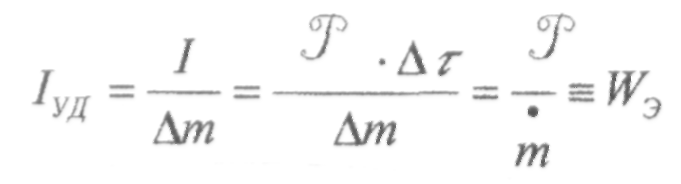 I_УД = I / Δm = 𝒫 · Δτ / Δm = 𝒫 / ṁ ≡ W_Э